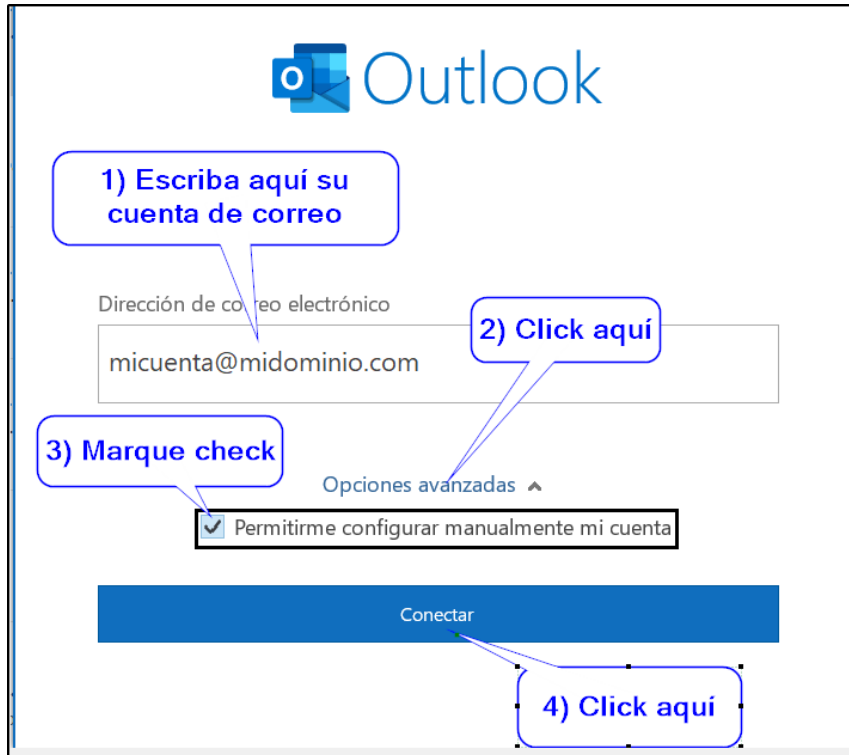 Outlook
1) Escriba aquí su
cuenta de correo
Dirección de correo electrónico
2) Click aquí
micuenta@midominio.com
3) Marque check
Opciones avanzadas
Permitirme configurar manualmente mi cuenta
Conectar
4) Click aquí